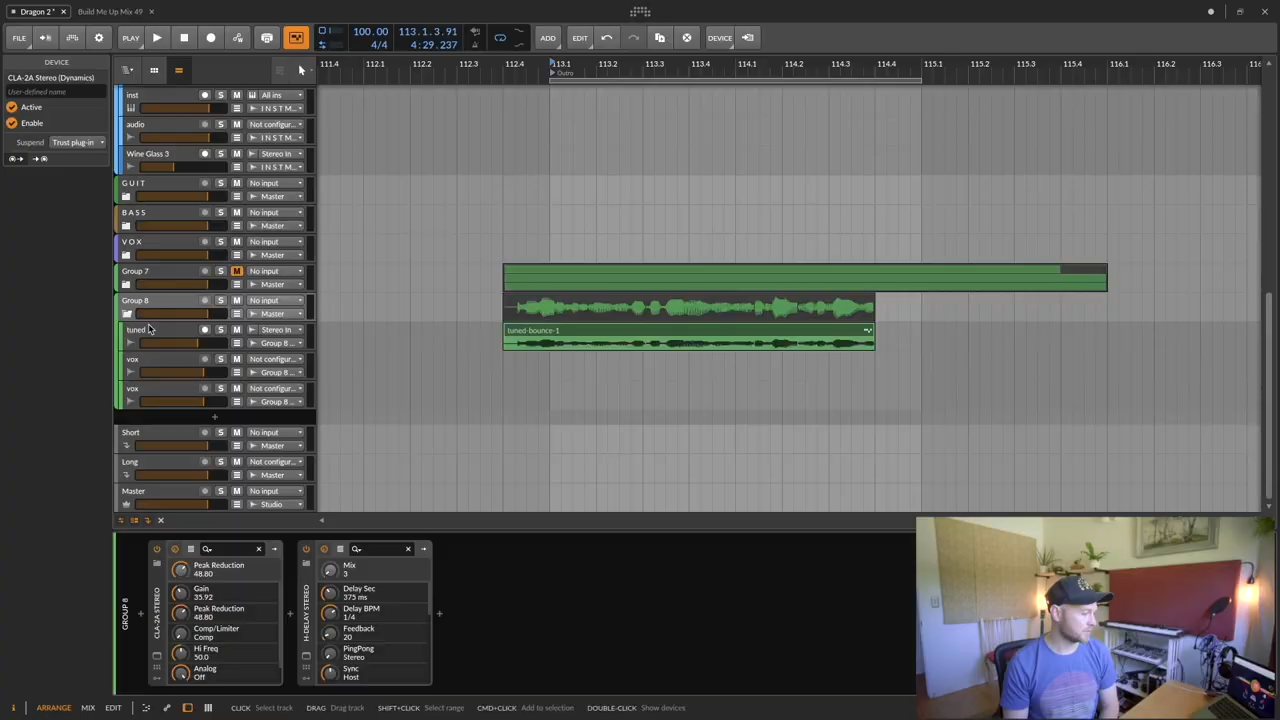 Dragon 2 *
Build Me Up Mix 49
FILE
PLAY
100.00
4/4
113.1.3.91
4:29.237
ADD
EDIT
DEVICE
DEVICE
CLA-2A Stereo (Dynamics)
User-defined name
Active
Enable
Suspend
Trust plug-in
111.4
112.1
112.2
112.3
112.4
113.1
113.2
113.3
113.4
114.1
114.2
114.3
114.4
115.1
115.2
115.3
115.4
116.1
116.2
116.3
Outro
inst
S
M
All ins
I N S T M...
audio
S
M
Not configur...
I N S T M...
Wine Glass 3
S
M
Stereo In
I N S T M...
G U I T
S
M
No input
Master
B A S S
S
M
No input
Master
V O X
S
M
No input
Master
Group 7
S
M
No input
Master
Group 8
S
M
No input
Master
tuned
S
M
Stereo In
Group 8 ...
tuned-bounce-1
vox
S
M
Not configur...
Group 8 ...
vox
S
M
Not configur...
Group 8 ...
+
Short
S
M
No input
Master
Long
S
M
Not configur...
Master
Master
S
M
No input
Studio
GROUP 8
CLA-2A STEREO
Peak Reduction
48.80
Gain
35.92
Peak Reduction
48.80
Comp/Limiter
Comp
Hi Freq
50.0
Analog
Off
H-DELAY STEREO
Mix
3
Delay Sec
375 ms
Delay BPM
1/4
Feedback
20
PingPong
Stereo
Sync
Host
i
ARRANGE
MIX
EDIT
CLICK Select track
DRAG Drag track
SHIFT+CLICK Select range
CMD+CLICK Add to selection
DOUBLE-CLICK Show devices